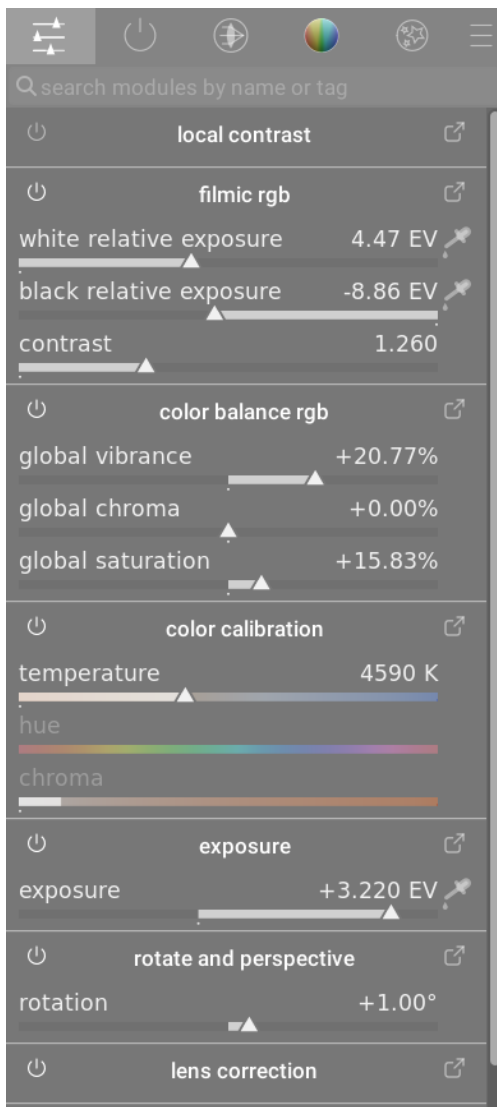 search modules by name or tag
local contrast
filmic rgb
white relative exposure 4.47 EV
black relative exposure -8.86 EV
contrast 1.260
color balance rgb
global vibrance +20.77%
global chroma +0.00%
global saturation +15.83%
color calibration
temperature 4590 K
hue
chroma
exposure
exposure +3.220 EV
rotate and perspective
rotation +1.00°
lens correction